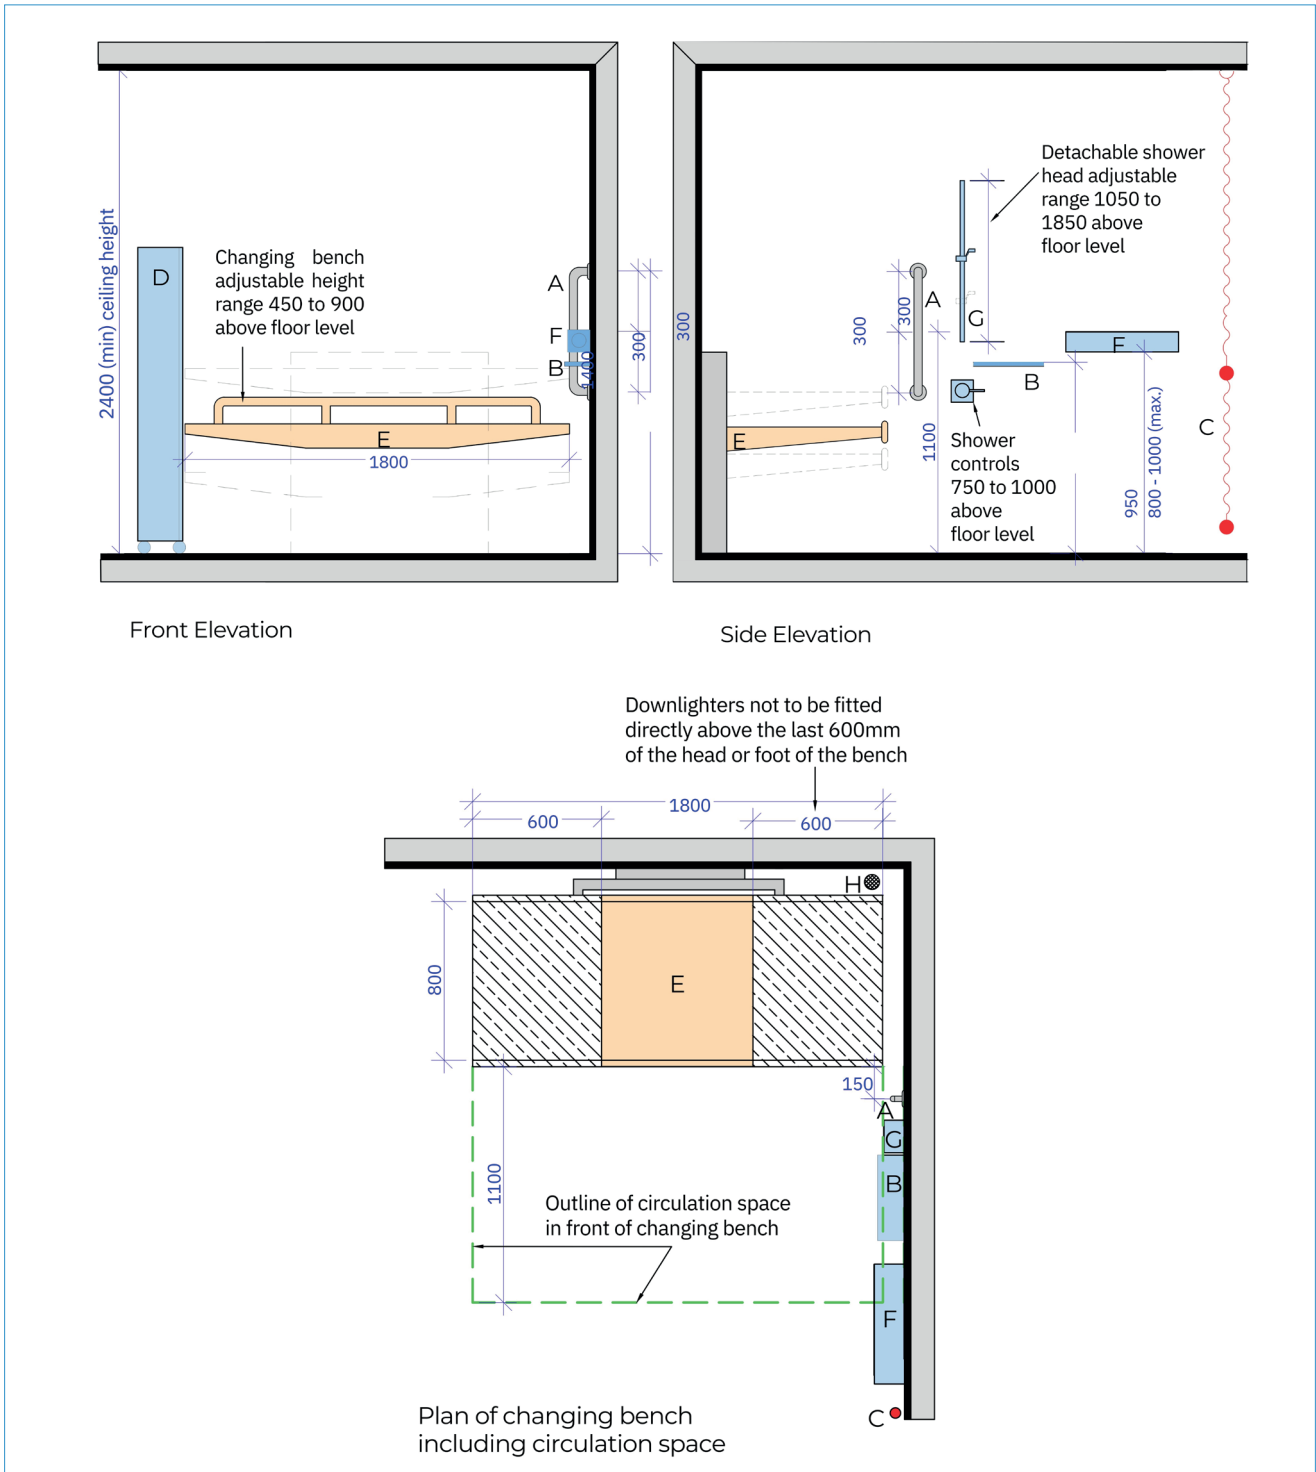 2400 (min) ceiling height
D
Changing bench
adjustable height
range 450 to 900
above floor level
A
F
B
1400
300
E
1800
Front Elevation
300
Detachable shower
head adjustable
range 1050 to
1850 above
floor level
300
300
A
G
F
B
E
1100
Shower
controls
750 to 1000
above
floor level
950
800 - 1000 (max.)
C
Side Elevation
Downlighters not to be fitted
directly above the last 600mm
of the head or foot of the bench
1800
600
600
H
800
E
150
A
G
B
1100
Outline of circulation space
in front of changing bench
F
C
Plan of changing bench
including circulation space